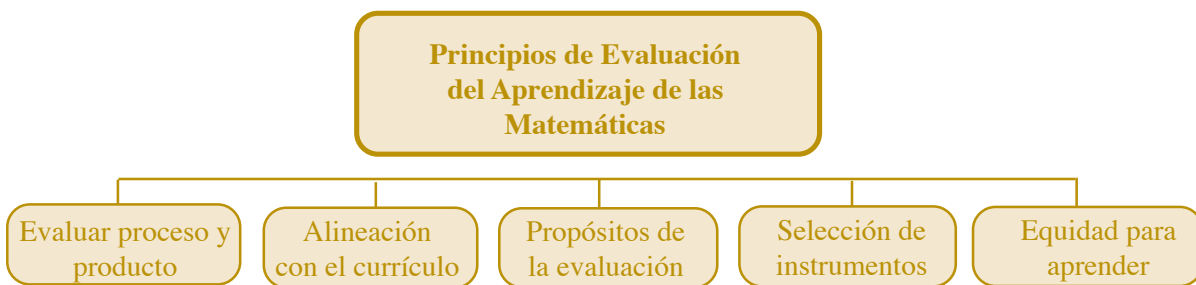 Principios de Evaluación
del Aprendizaje de las
Matemáticas
Evaluar proceso y
producto
Alineación
con el currículo
Propósitos de
la evaluación
Selección de
instrumentos
Equidad para
aprender